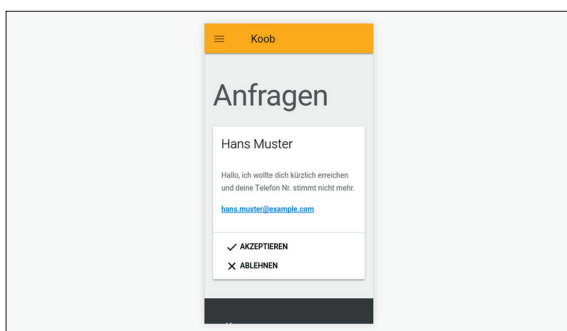 Koob
Anfragen
Hans Muster
Hallo, ich wollte dich kürzlich erreichen
und deine Telefon Nr. stimmt nicht mehr.
hans.muster@example.com
AKZEPTIEREN
ABLEHNEN